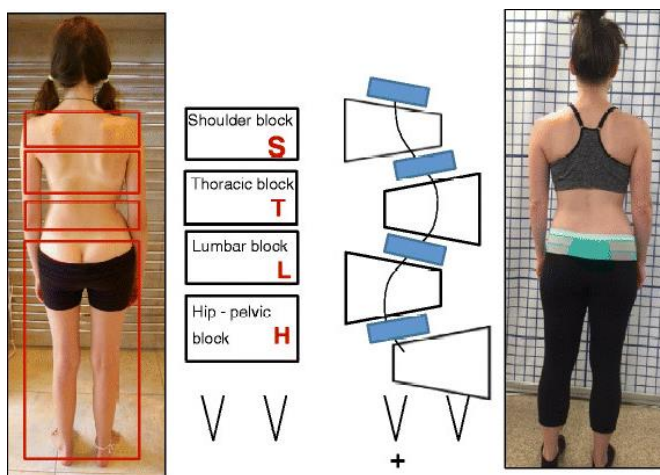 Shoulder block
S
Thoracic block
T
Lumbar block
L
Hip - pelvic
block
H
+